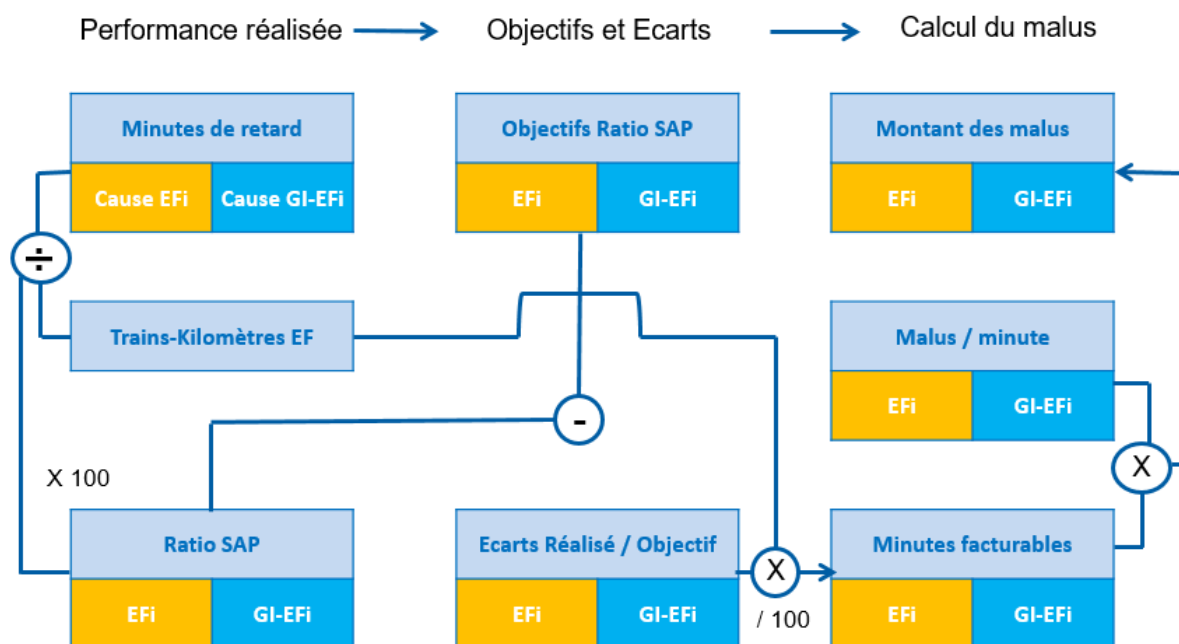 Performance réalisée Objectifs et Ecarts Calcul du malus
Minutes de retard Objectifs Ratio SAP Montant des malus
Cause EFi Cause GI-EFi EFi GI-EFi EFi GI-EFi
÷
Trains-Kilomètres EF Malus / minute
EFi GI-EFi
-
X
X 100
Ratio SAP Ecarts Réalisé / Objectif Minutes facturables
X
EFi GI-EFi EFi GI-EFi / 100 EFi GI-EFi